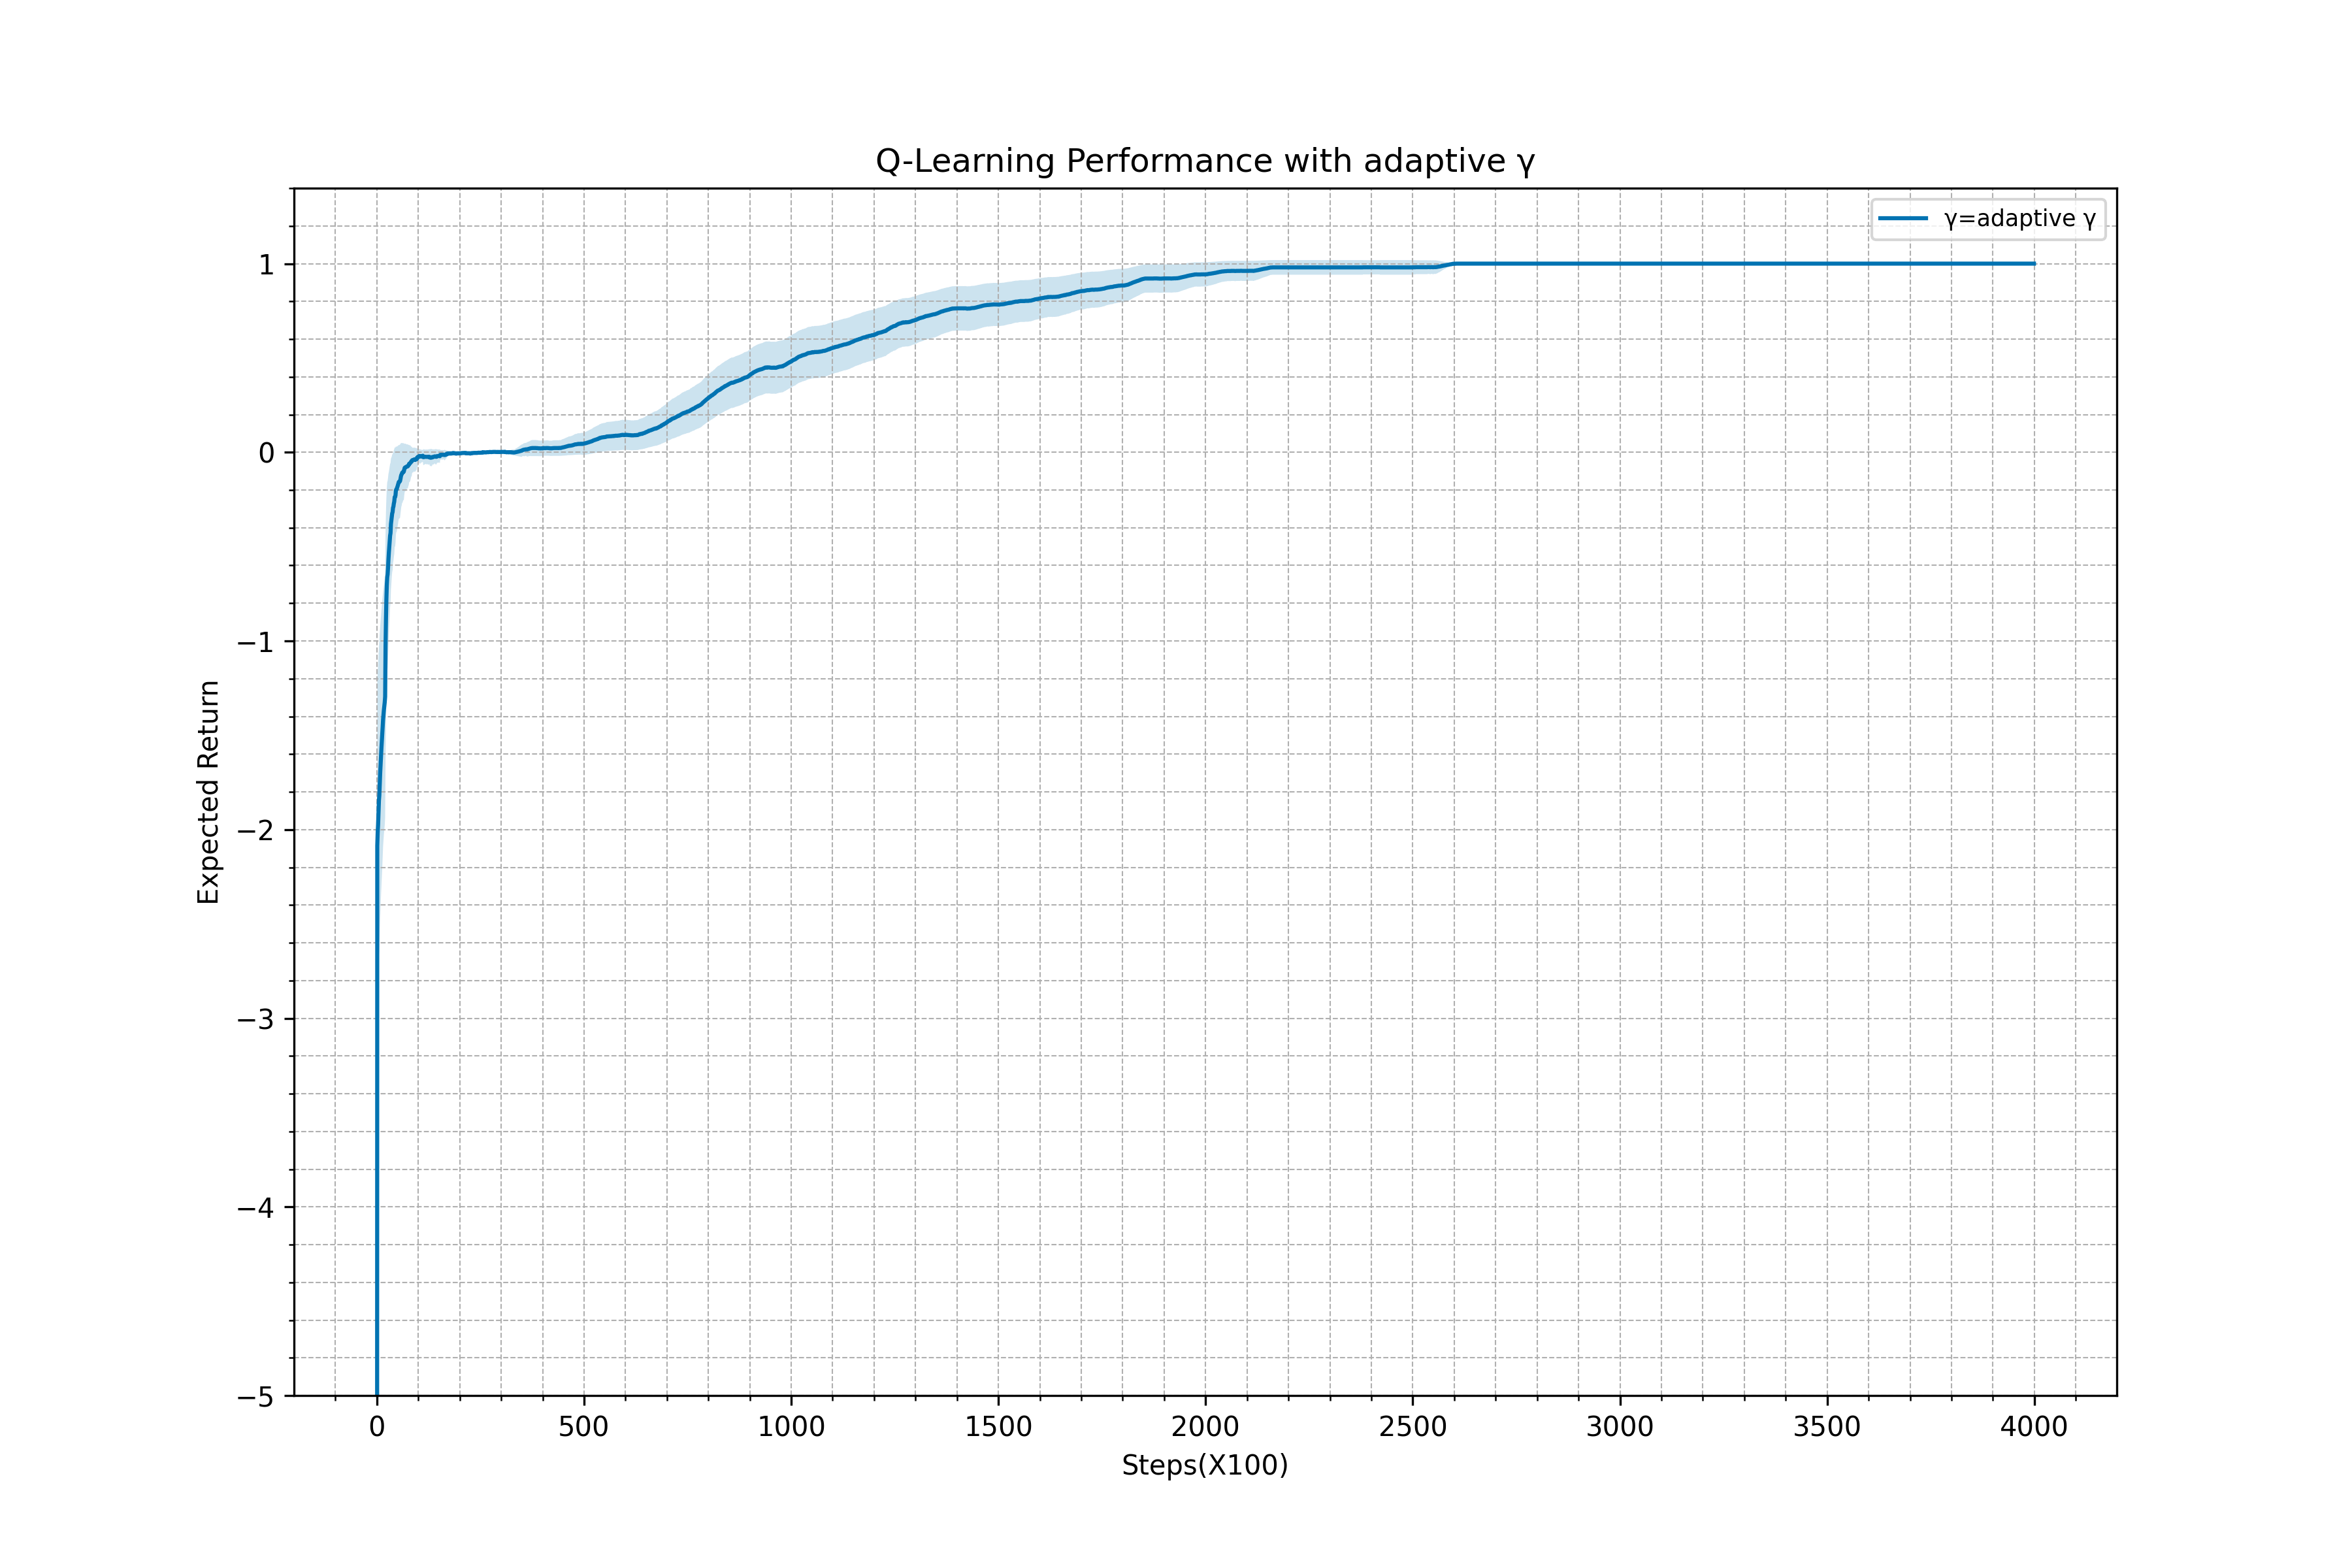 Q-Learning Performance with adaptive γ
γ=adaptive γ
1
0
−1
−2
−3
−4
−5
Expected Return
0 500 1000 1500 2000 2500 3000 3500 4000
Steps(X100)